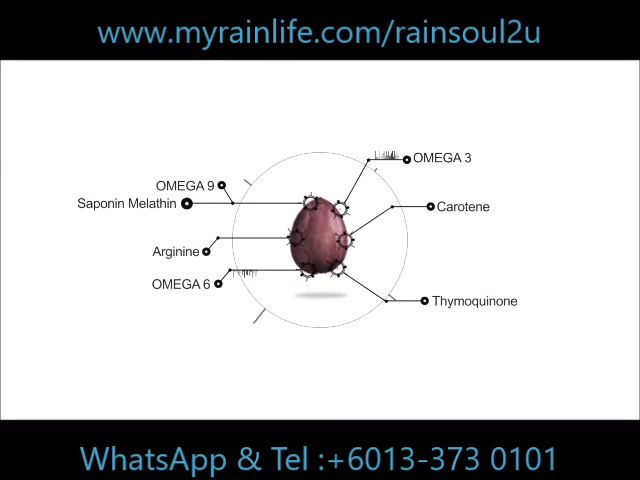 www.myrainlife.com/rainsoul2u
OMEGA 3
OMEGA 9
Saponin Melathin
Carotene
Arginine
OMEGA 6
Thymoquinone
WhatsApp & Tel :+6013-373 0101